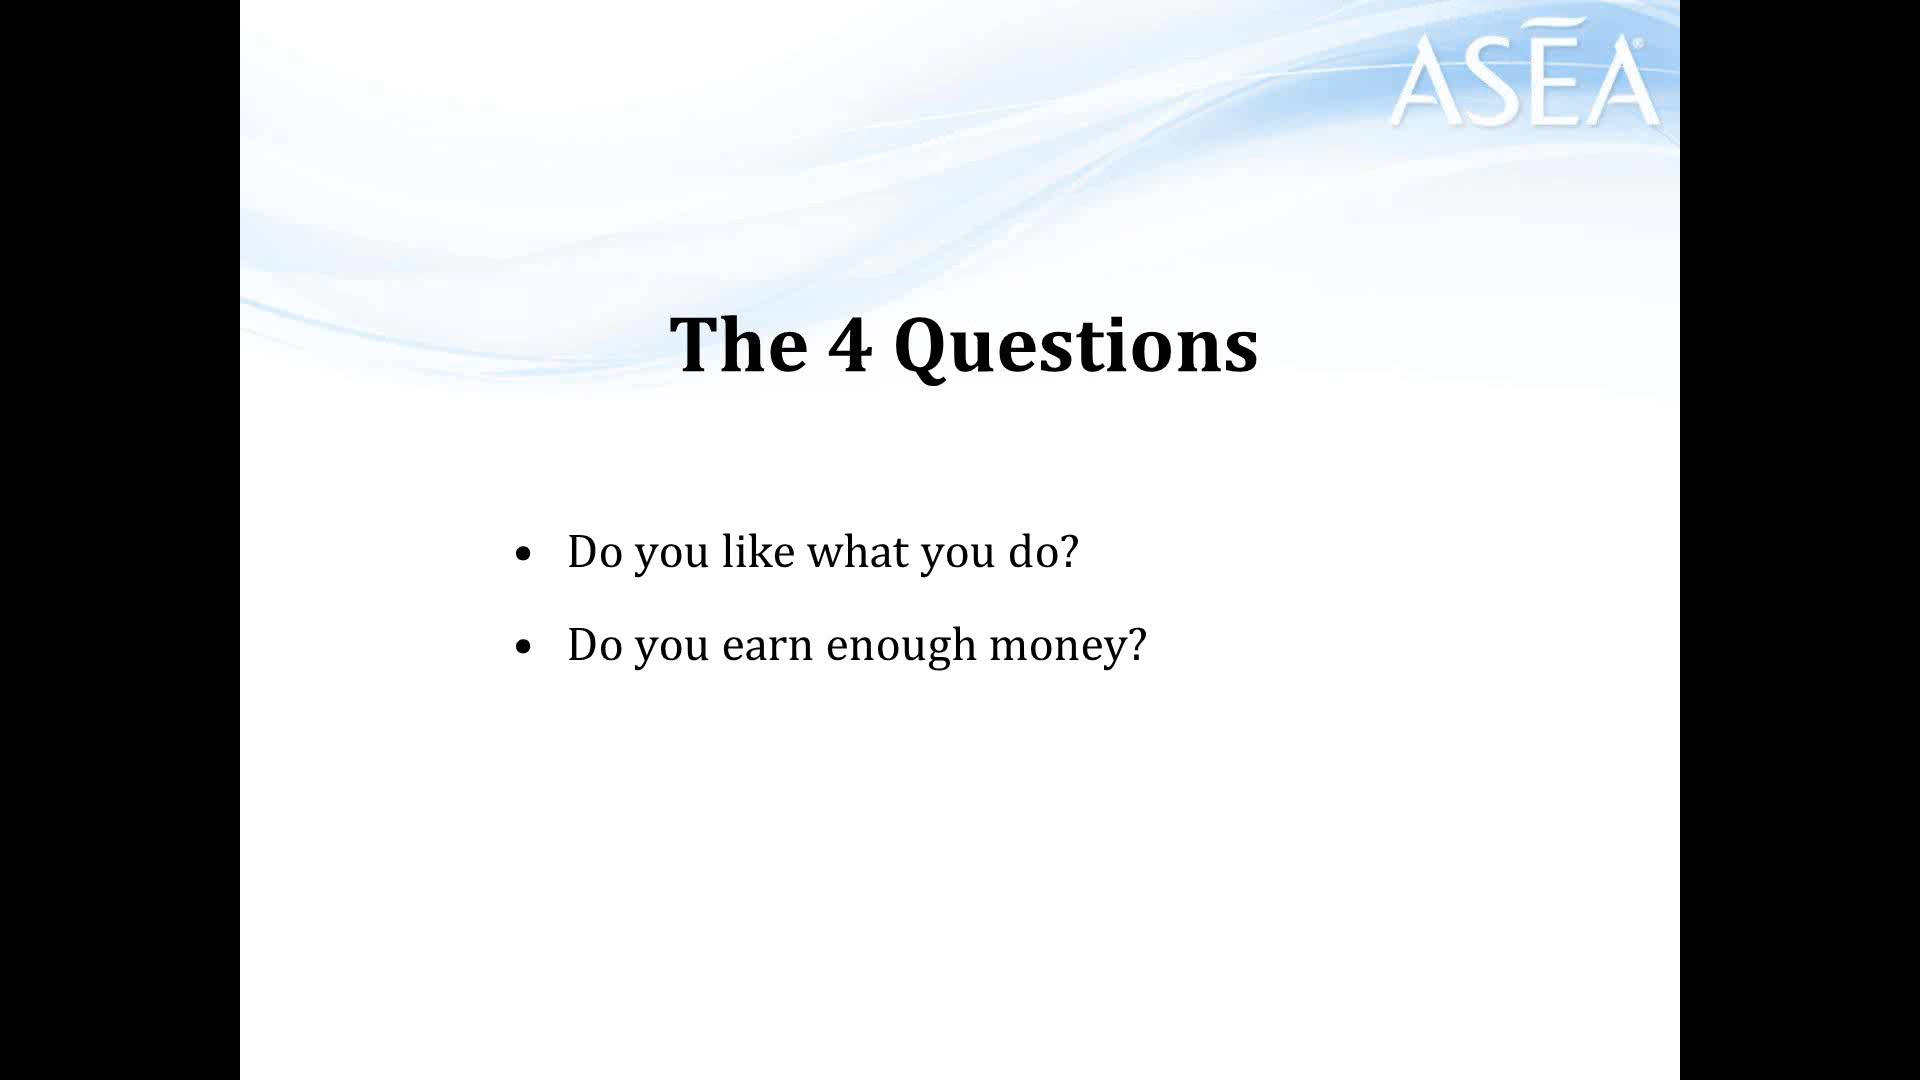 ASEA®
The 4 Questions
• Do you like what you do?
• Do you earn enough money?